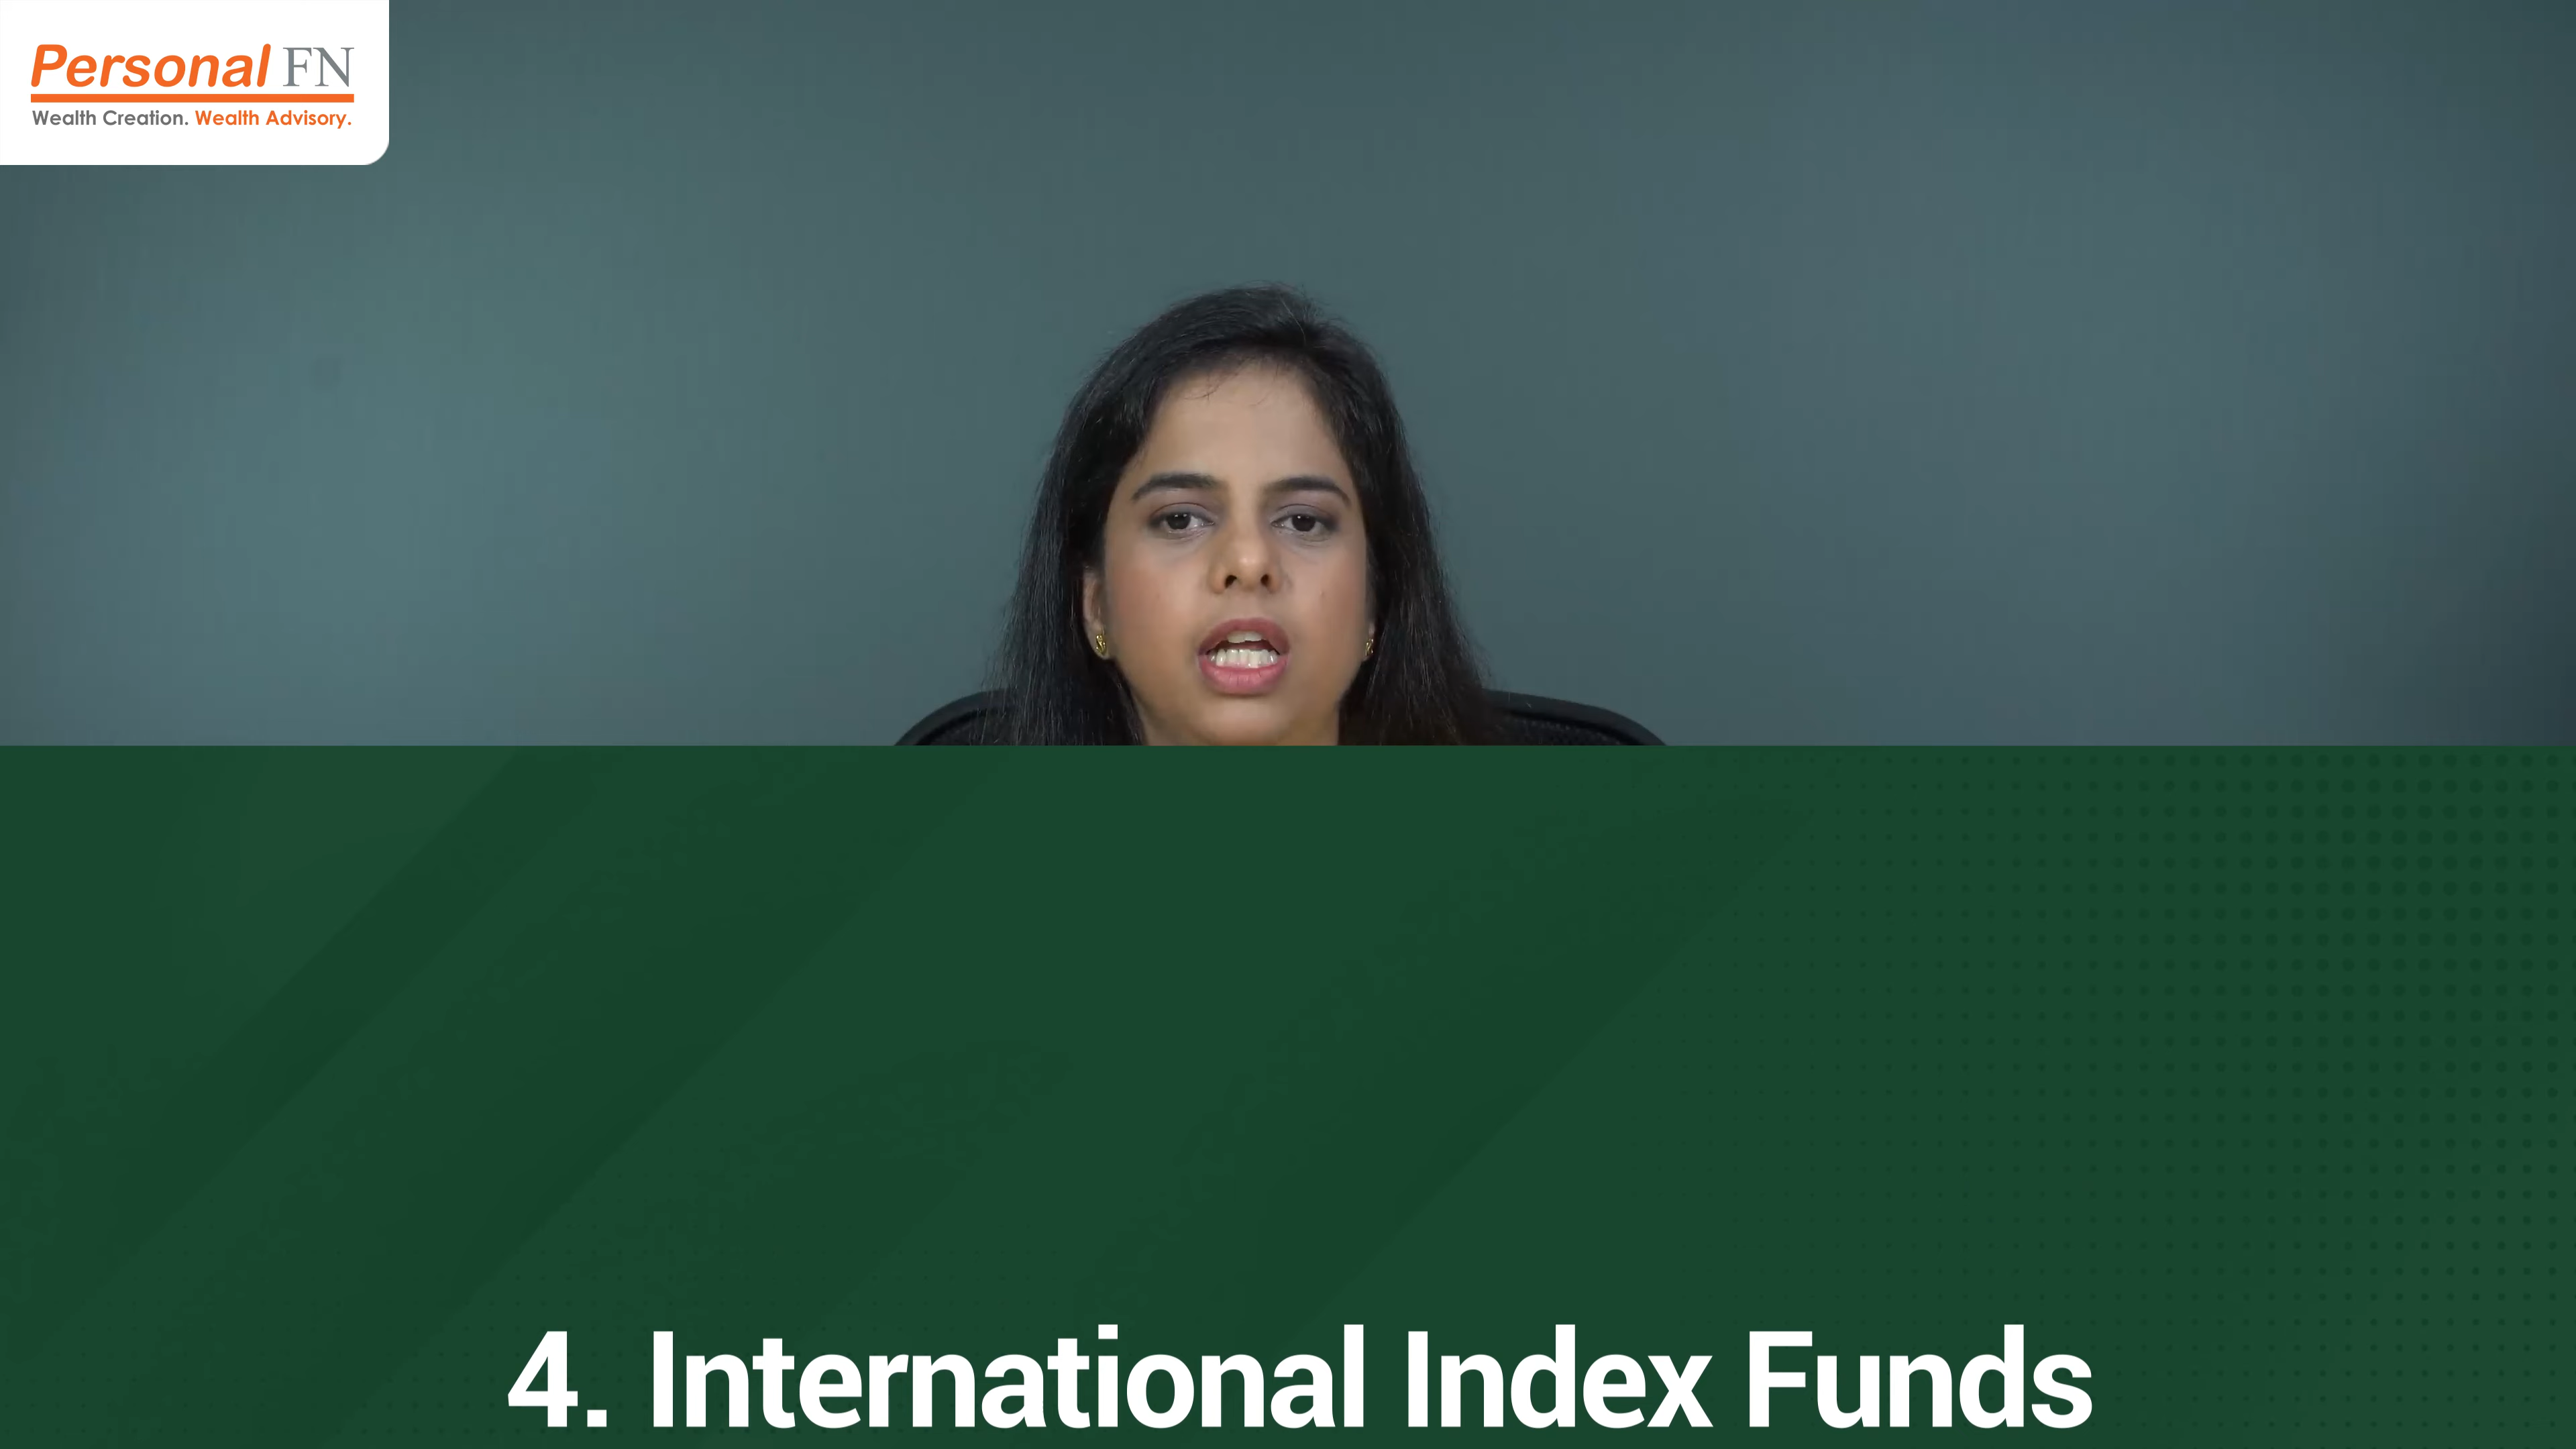 Personal FN
Wealth Creation. Wealth Advisory.
4. International Index Funds